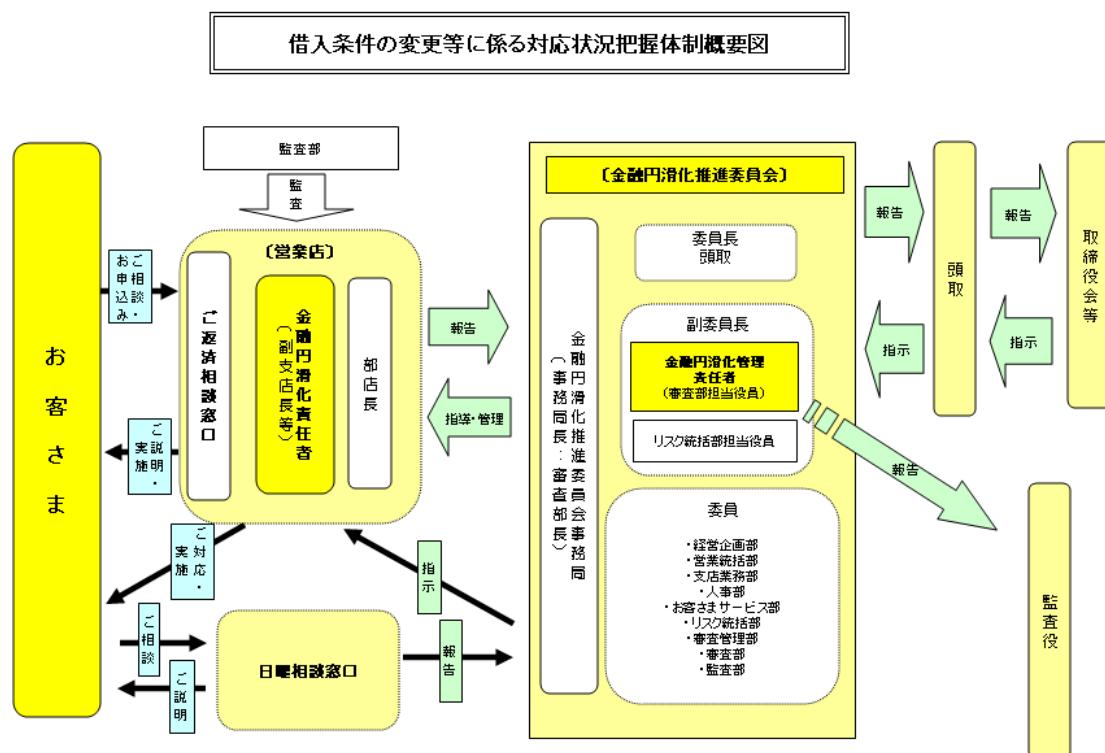 借入条件の変更等に係る対応状況把握体制概要図
監査部
監査
お客さま
ご相談・
お申込み
ご説明・
実施
ご対応・
実施
ご相談
ご説明
〔営業店〕
ご返済相談窓口
金融円滑化責任者
(副支店長等)
部店長
日曜相談窓口
報告
指導・管理
指示
報告
〔金融円滑化推進委員会〕
金融円滑化推進委員会事務局
(事務局長:審査部長)
委員長
頭取
副委員長
金融円滑化管理
責任者
(審査部担当役員)
リスク統括部担当役員
委員
・経営企画部
・営業統括部
・支店業務部
・人事部
・お客さまサービス部
・リスク統括部
・審査管理部
・審査部
・監査部
報告
指示
頭取
報告
指示
取締役会等
報告
監査役